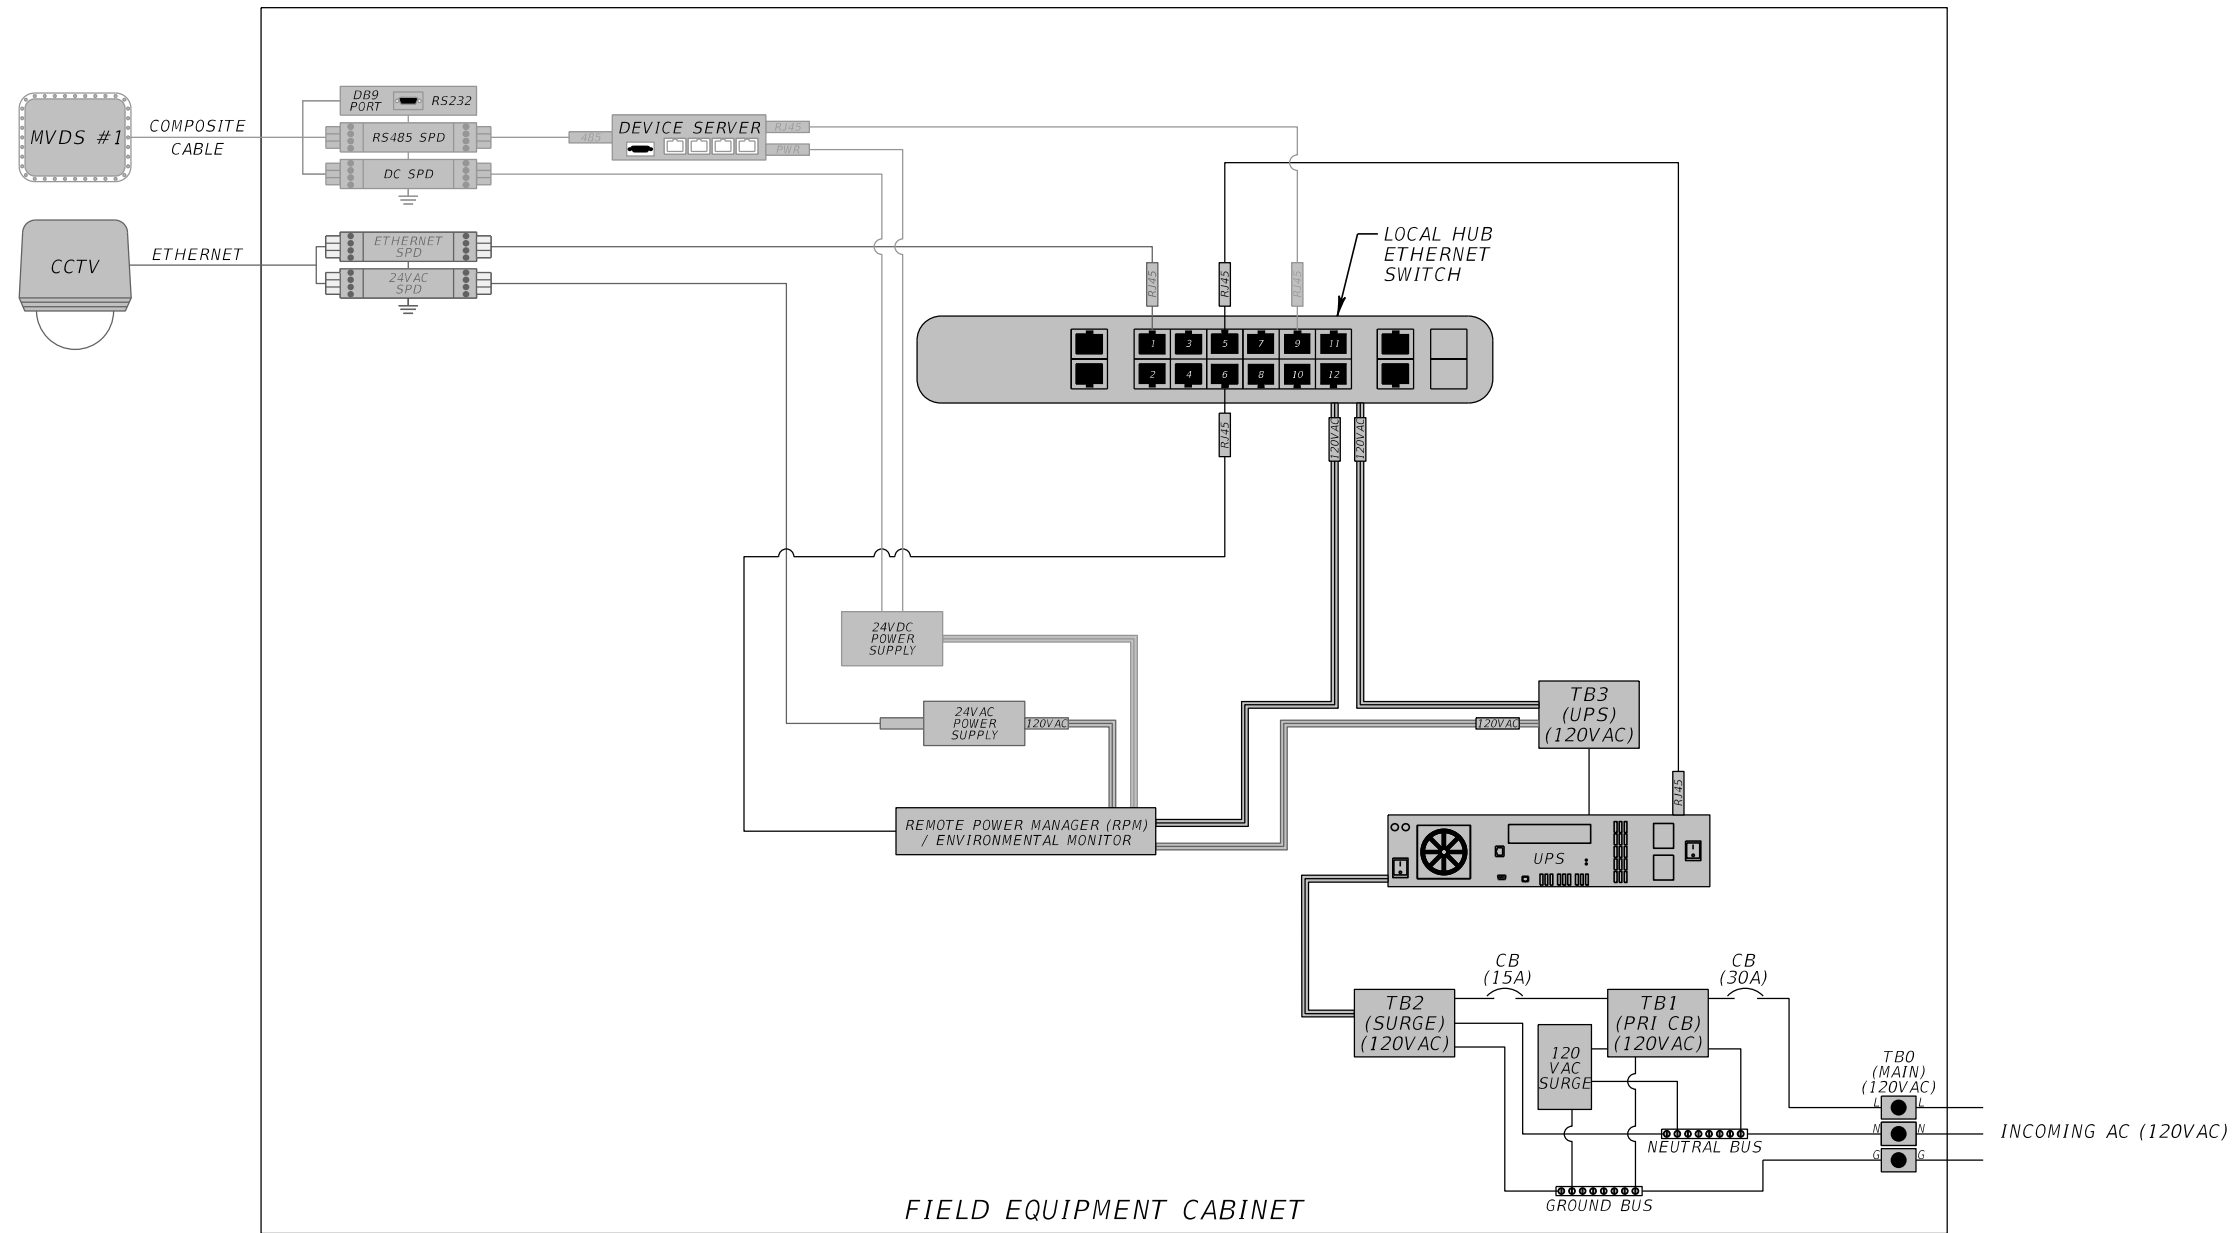 MVDS #1
COMPOSITE
CABLE
DB9
PORT
RS232
RS485 SPD
DC SPD
485
DEVICE SERVER
RJ45
PWR
CCTV
ETHERNET
ETHERNET
SPD
24VAC
SPD
RJ45
RJ45
RJ45
LOCAL HUB
ETHERNET
SWITCH
1 3 5 7 9 11
2 4 6 8 10 12
RJ45
120VAC
120VAC
24VDC
POWER
SUPPLY
24VAC
POWER
SUPPLY
120VAC
120VAC
TB3
(UPS)
(120VAC)
RJ45
REMOTE POWER MANAGER (RPM)
/ ENVIRONMENTAL MONITOR
UPS
CB
(15A)
CB
(30A)
TB2
(SURGE)
(120VAC)
TB1
(PRI CB)
(120VAC)
120
VAC
SURGE
TB0
(MAIN)
(120VAC)
L L
N N
G G
INCOMING AC (120VAC)
NEUTRAL BUS
GROUND BUS
FIELD EQUIPMENT CABINET